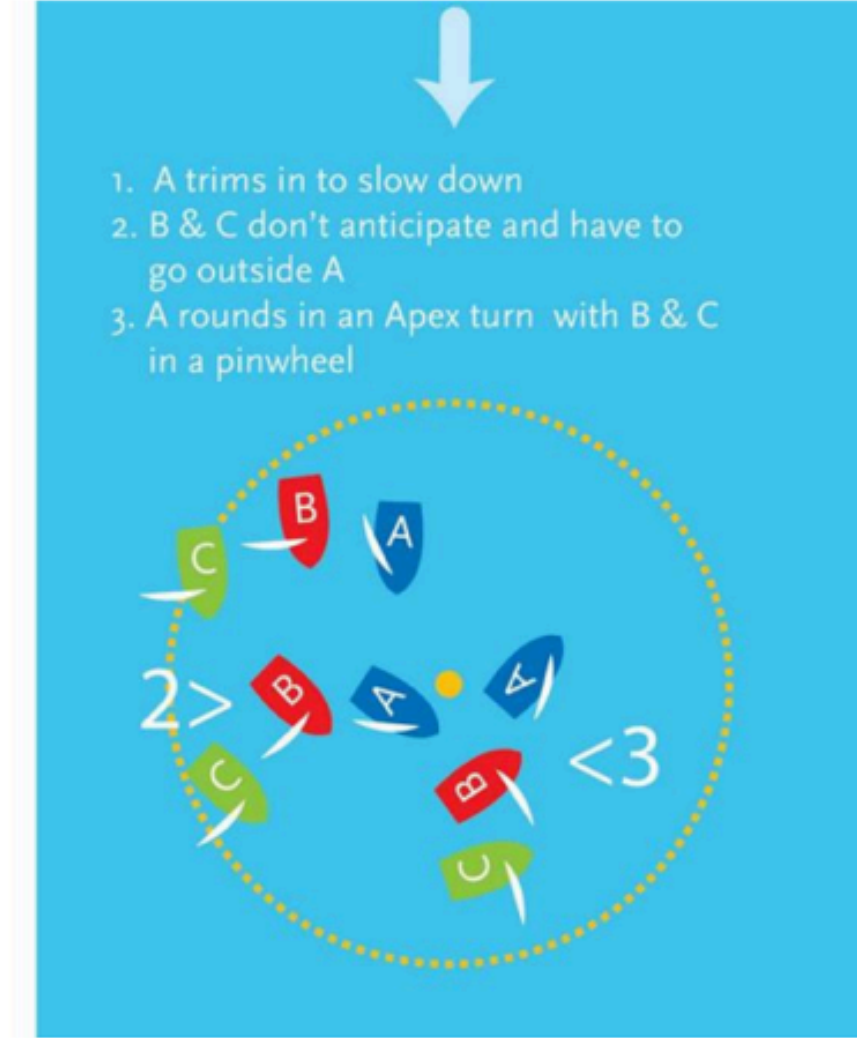 1. A trims in to slow down
2. B & C don't anticipate and have to
go outside A
3. A rounds in an Apex turn with B & C
in a pinwheel
B
A
C
A
B
A
2>
<3
C
B
C